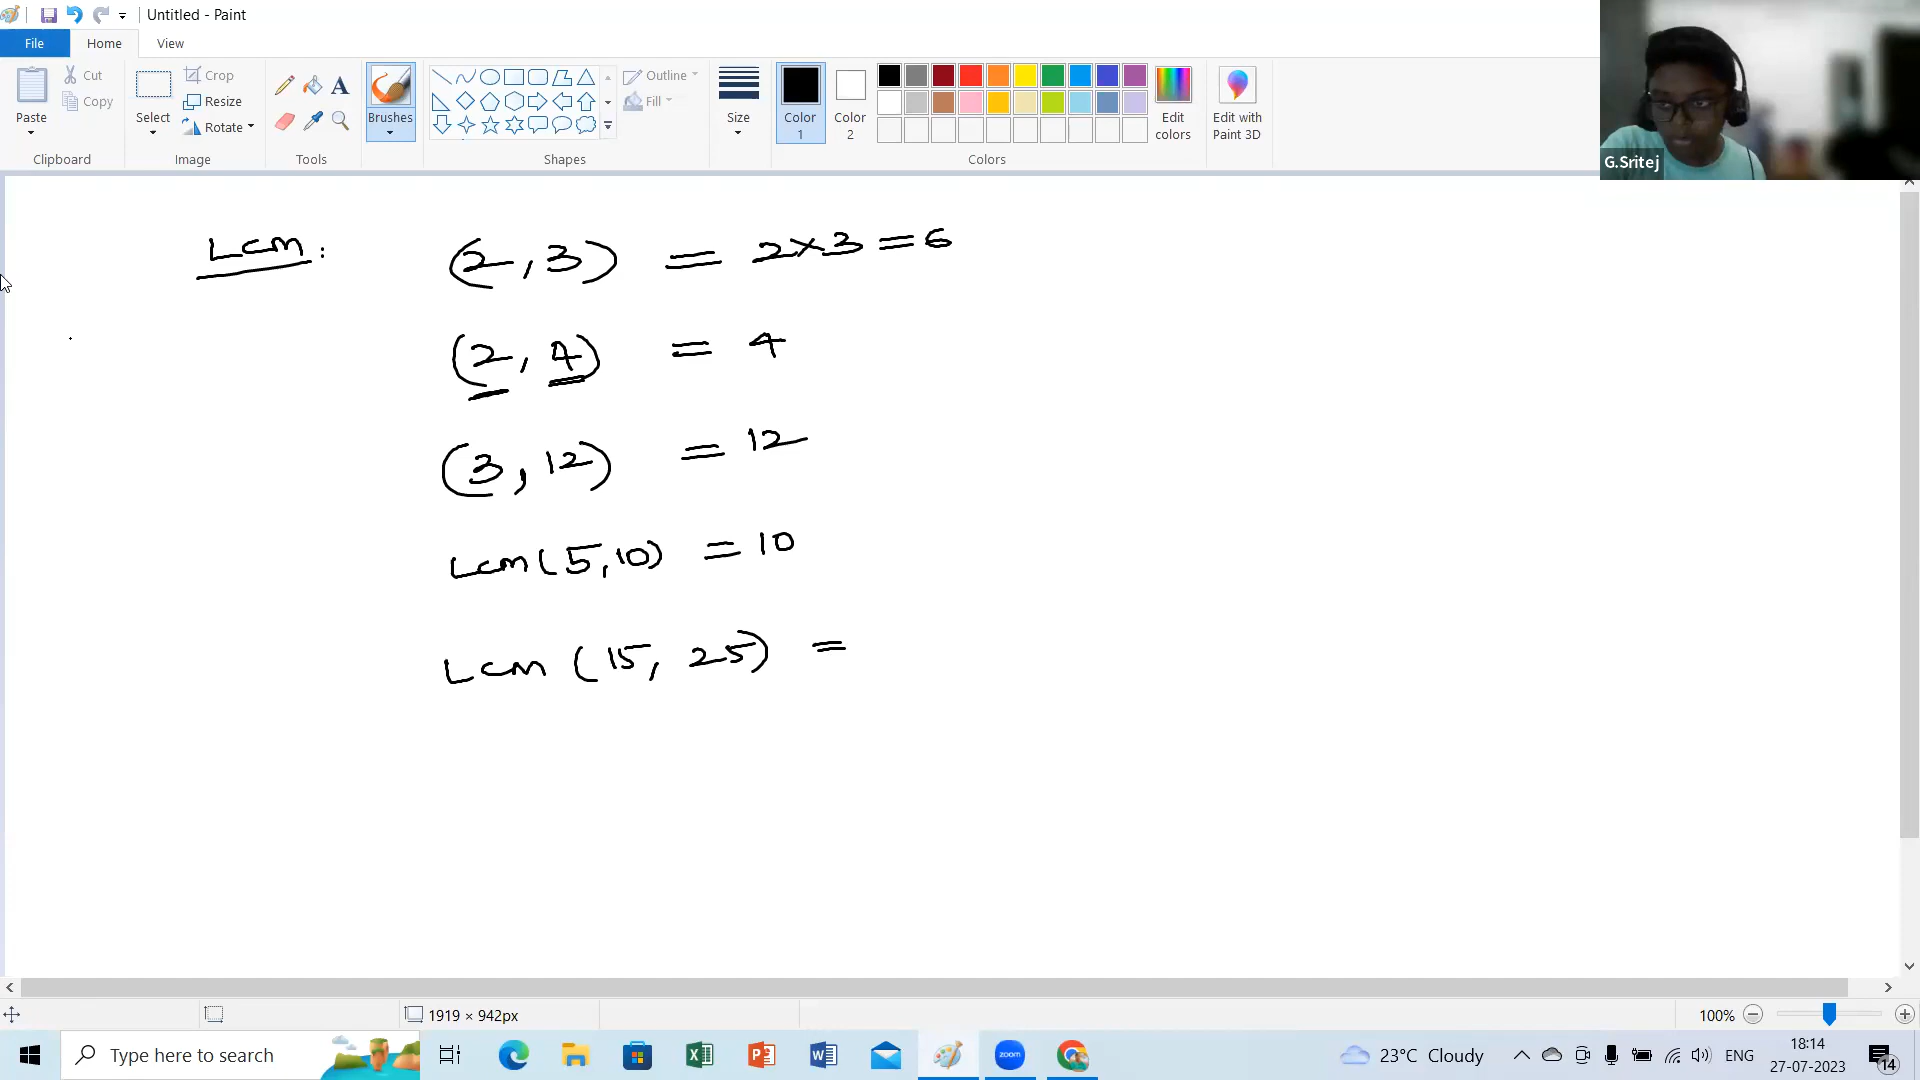 Untitled - Paint
File Home View
Cut
Copy
Paste
Clipboard
Crop
Resize
Rotate
Select
Image
Tools
Brushes
Outline
Fill
Shapes
Size
Color 1
Color 2
Edit colors
Colors
Edit with Paint 3D
G.Sritej
Lcm : (2,3) = 2×3 = 6
(2,4) = 4
(3,12) = 12
Lcm(5,10) = 10
Lcm (15, 25) =
1919 × 942px
100%
Type here to search
zoom
23°C Cloudy
ENG
18:14
27-07-2023
14